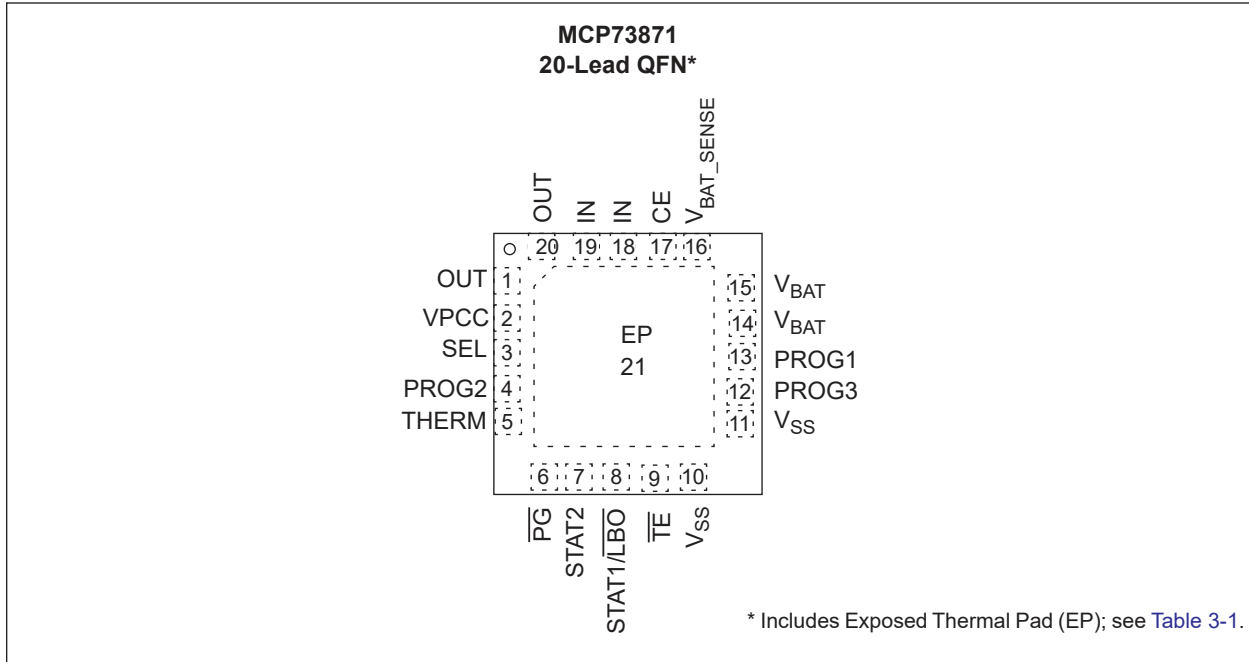 MCP73871
20-Lead QFN*
OUT
IN
IN
CE
VBAT_SENSE
20
19
18
17
16
OUT 1
VPCC 2
SEL 3
PROG2 4
THERM 5
EP
21
15 VBAT
14 VBAT
13 PROG1
12 PROG3
11 VSS
6
7
8
9
10
PG
STAT2
STAT1/LBO
TE
VSS
* Includes Exposed Thermal Pad (EP); see Table 3-1.